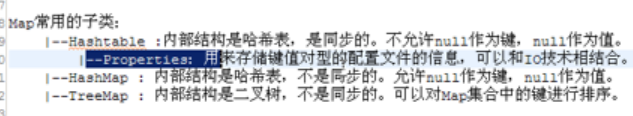 Map常用的子类:
|--Hashtable :内部结构是哈希表，是同步的。不允许null作为键，null作为值。
|--Properties: 用来存储键值对型的配置文件的信息，可以和IO技术相结合。
|--HashMap : 内部结构是哈希表，不是同步的。允许null作为键，null作为值。
|--TreeMap : 内部结构是二叉树，不是同步的。可以对Map集合中的键进行排序。